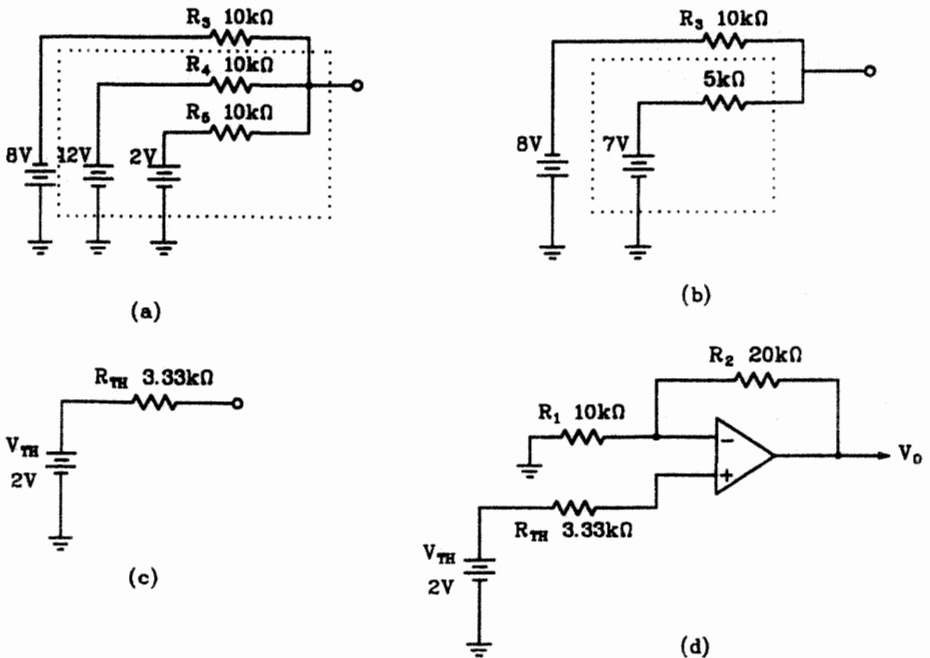 R3 10kΩ
R4 10kΩ
R5 10kΩ
8V
12V
2V
(a)
R3 10kΩ
5kΩ
8V
7V
(b)
RTH 3.33kΩ
VTH
2V
(c)
R2 20kΩ
R1 10kΩ
−
+
VO
RTH 3.33kΩ
VTH
2V
(d)